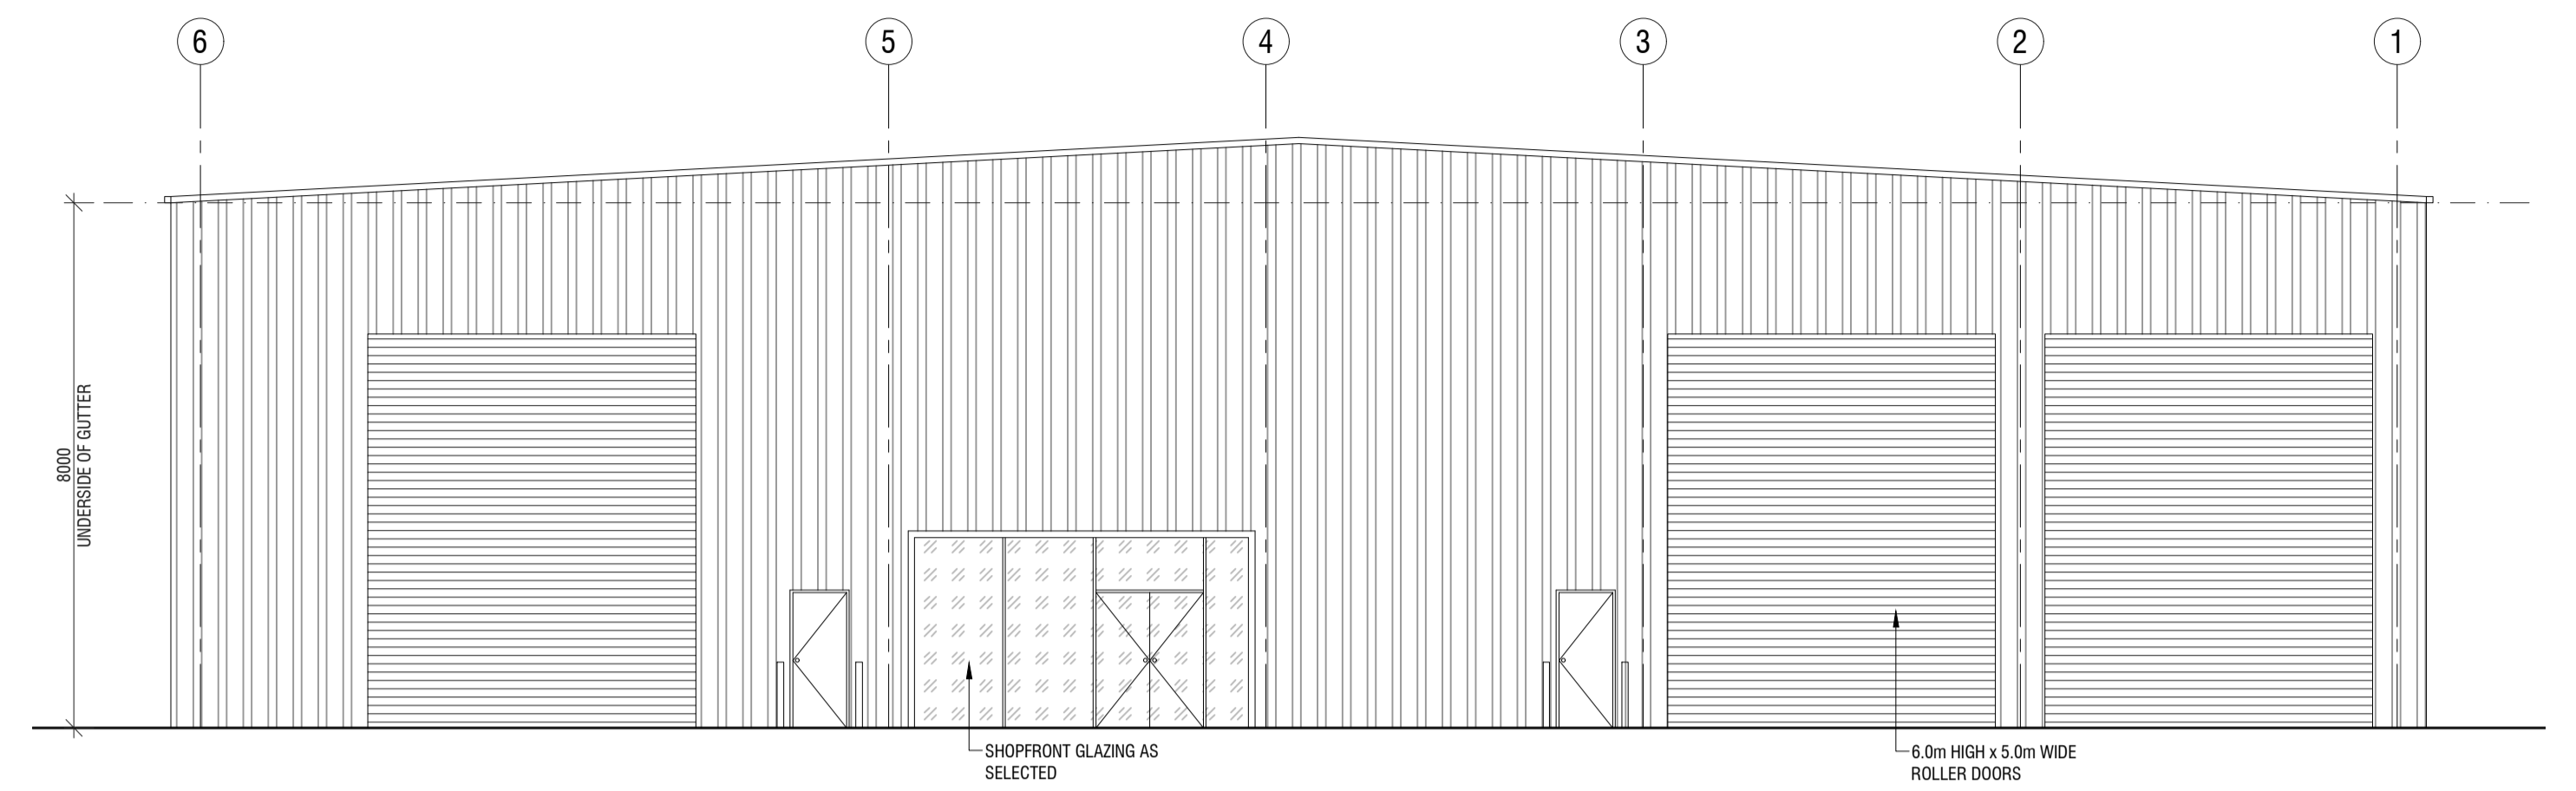 6
5
4
3
2
1
8000
UNDERSIDE OF GUTTER
SHOPFRONT GLAZING AS
SELECTED
6.0m HIGH x 5.0m WIDE
ROLLER DOORS